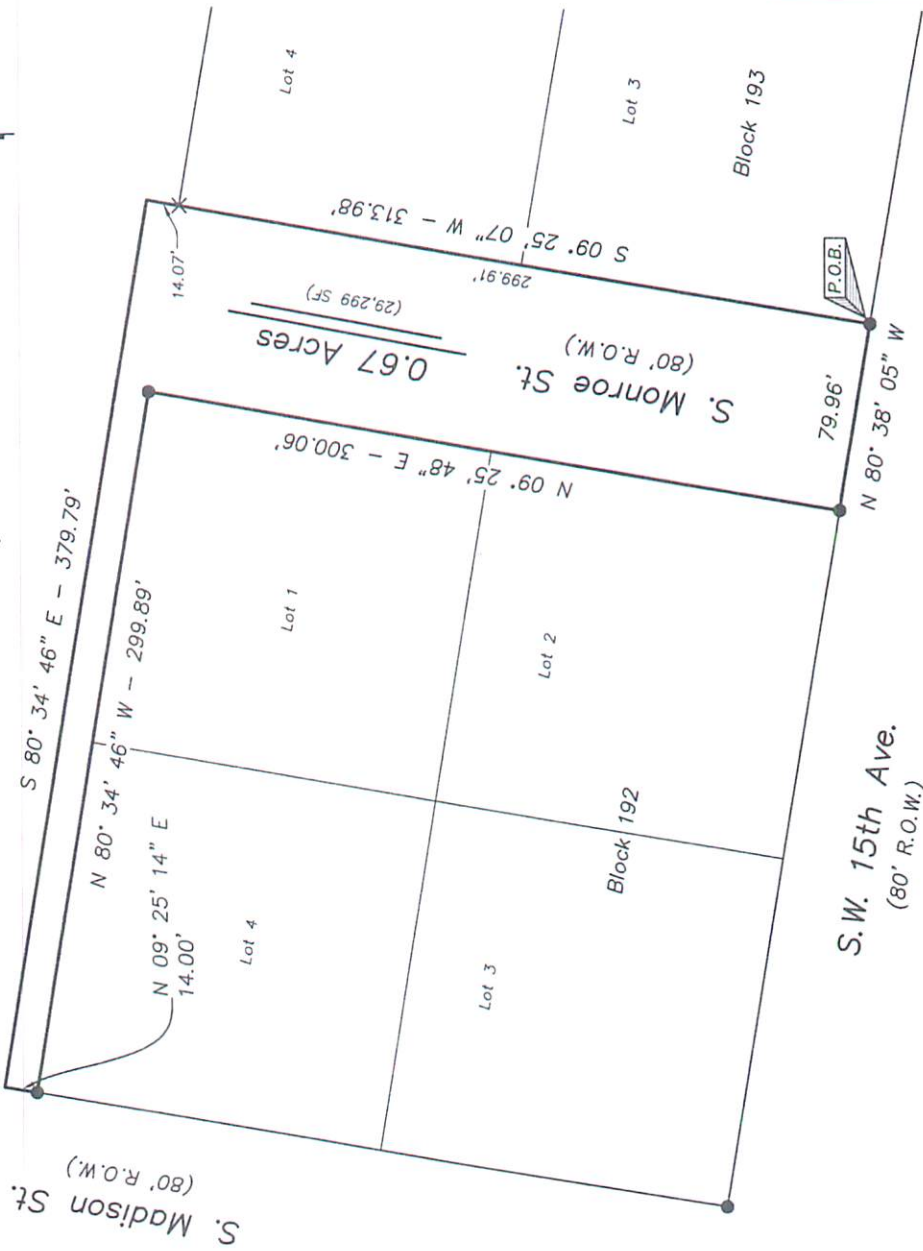 S 80° 34' 46" E - 379.79'
N 80° 34' 46" W - 299.89'
N 09° 25' 14" E
14.00'
S. Madison St.
(80' R.O.W.)
Lot 4
Lot 1
Lot 3
Lot 2
Block 192
N 09° 25' 48" E - 300.06'
14.07'
0.67 Acres
(29,299 SF)
S. Monroe St.
(80' R.O.W.)
S 09° 25' 07" W - 313.98'
299.91'
Lot 4
Lot 3
Block 193
P.O.B.
79.96'
N 80° 38' 05" W
S.W. 15th Ave.
(80' R.O.W.)